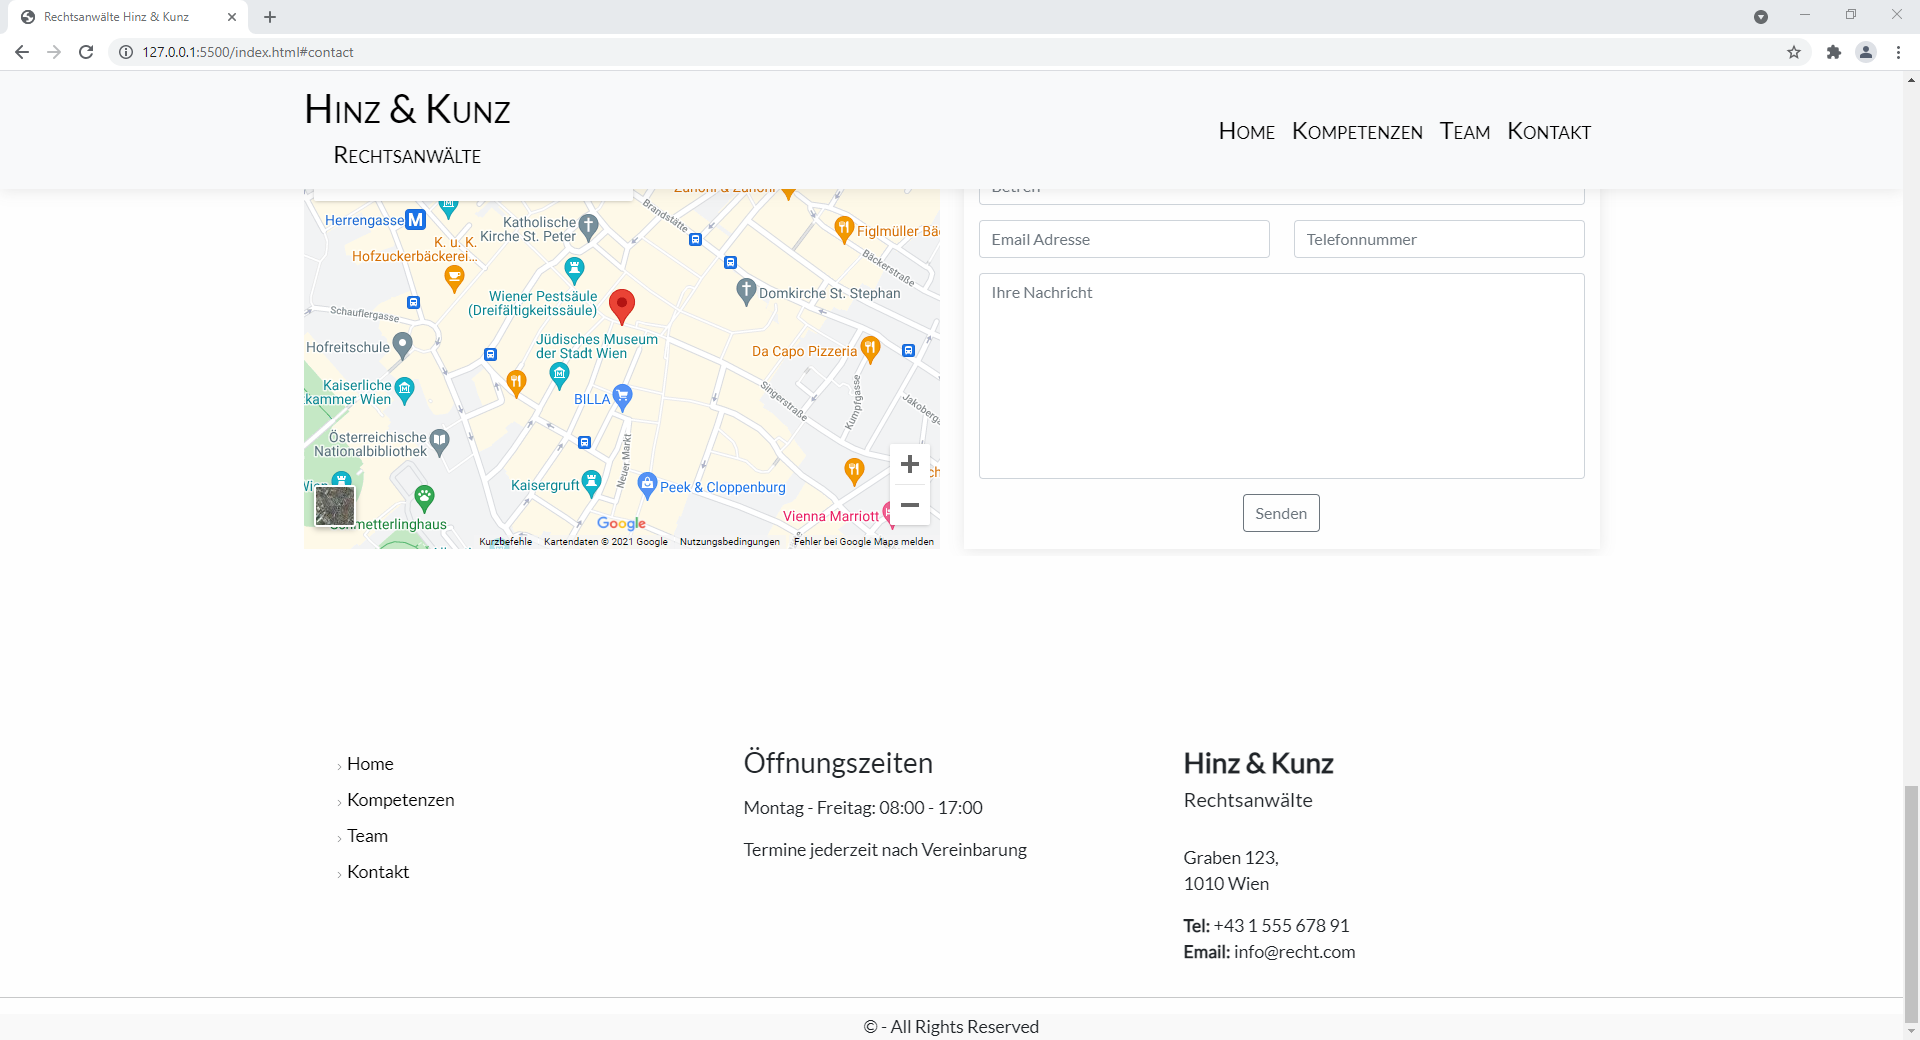 Rechtsanwälte Hinz & Kunz
127.0.0.1:5500/index.html#contact
Hinz & Kunz
Rechtsanwälte
Home Kompetenzen Team Kontakt
Herrengasse
Katholische
Kirche St. Peter
Brandstätte
Figlmüller Bä
Bäckerstraße
K. u. K.
Hofzuckerbäckerei...
Wiener Pestsäule
(Dreifältigkeitssäule)
Domkirche St. Stephan
Schauflergasse
Hofreitschule
Jüdisches Museum
der Stadt Wien
Da Capo Pizzeria
Kaiserliche
kammer Wien
BILLA
Singerstraße
Kumpfgasse
Jakoberga
Österreichische
Nationalbibliothek
Neuer Markt
Kaisergruft
Peek & Cloppenburg
Wien
Vienna Marriott
Schmetterlinghaus
Google
Kurzbefehle Kartendaten © 2021 Google Nutzungsbedingungen Fehler bei Google Maps melden
Email Adresse Telefonnummer
Ihre Nachricht
Senden
Home
Kompetenzen
Team
Kontakt
Öffnungszeiten
Montag - Freitag: 08:00 - 17:00
Termine jederzeit nach Vereinbarung
Hinz & Kunz
Rechtsanwälte
Graben 123,
1010 Wien
Tel: +43 1 555 678 91
Email: info@recht.com
© - All Rights Reserved